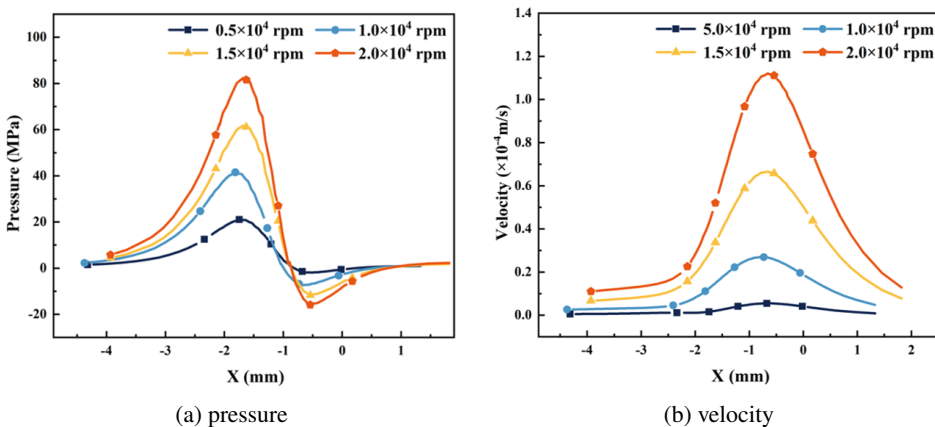 0.5×10⁴ rpm 1.0×10⁴ rpm
1.5×10⁴ rpm 2.0×10⁴ rpm
Pressure (MPa)
100
80
60
40
20
0
-20
-4 -3 -2 -1 0 1
X (mm)
(a) pressure
5.0×10⁴ rpm 1.0×10⁴ rpm
1.5×10⁴ rpm 2.0×10⁴ rpm
Velocity (×10⁻⁴m/s)
1.4
1.2
1.0
0.8
0.6
0.4
0.2
0.0
-4 -3 -2 -1 0 1 2
X (mm)
(b) velocity